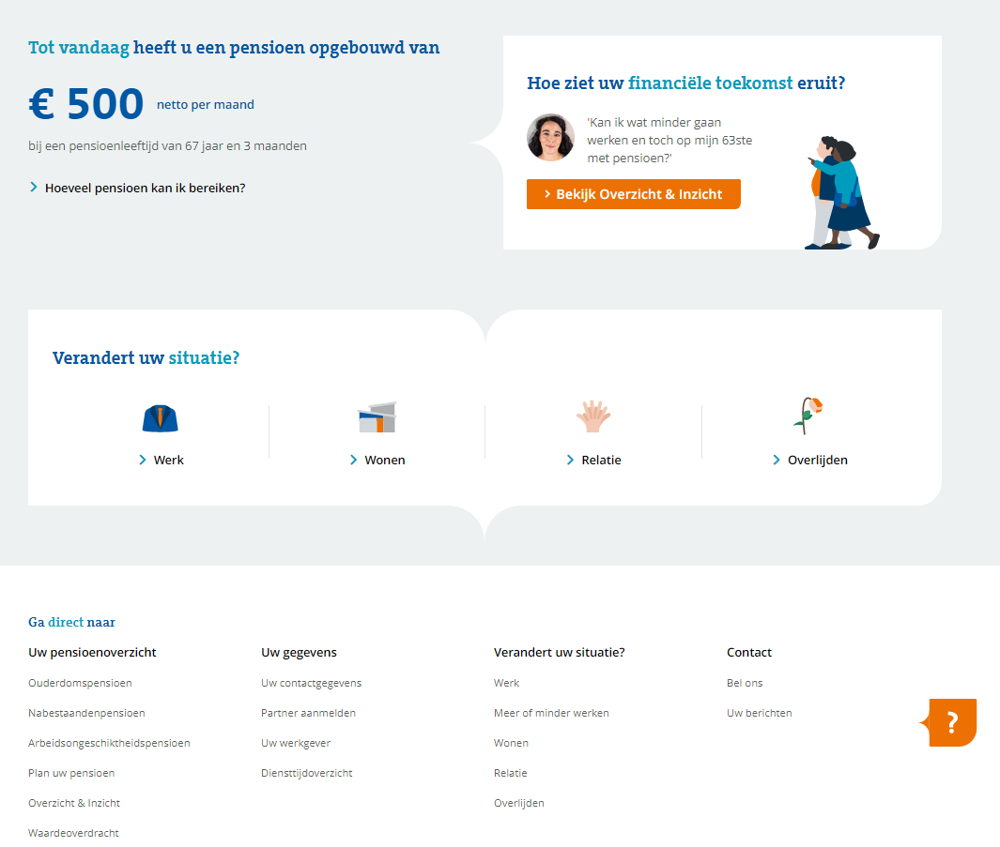 Tot vandaag heeft u een pensioen opgebouwd van
€ 500 netto per maand
bij een pensioenleeftijd van 67 jaar en 3 maanden
Hoeveel pensioen kan ik bereiken?
Hoe ziet uw financiële toekomst eruit?
'Kan ik wat minder gaan
werken en toch op mijn 63ste
met pensioen?'
Bekijk Overzicht & Inzicht
Verandert uw situatie?
Werk
Wonen
Relatie
Overlijden
Ga direct naar
Uw pensioenoverzicht
Ouderdomspensioen
Nabestaandenpensioen
Arbeidsongeschiktheidspensioen
Plan uw pensioen
Overzicht & Inzicht
Waardeoverdracht
Uw gegevens
Uw contactgegevens
Partner aanmelden
Uw werkgever
Diensttijdoverzicht
Verandert uw situatie?
Werk
Meer of minder werken
Wonen
Relatie
Overlijden
Contact
Bel ons
Uw berichten
?